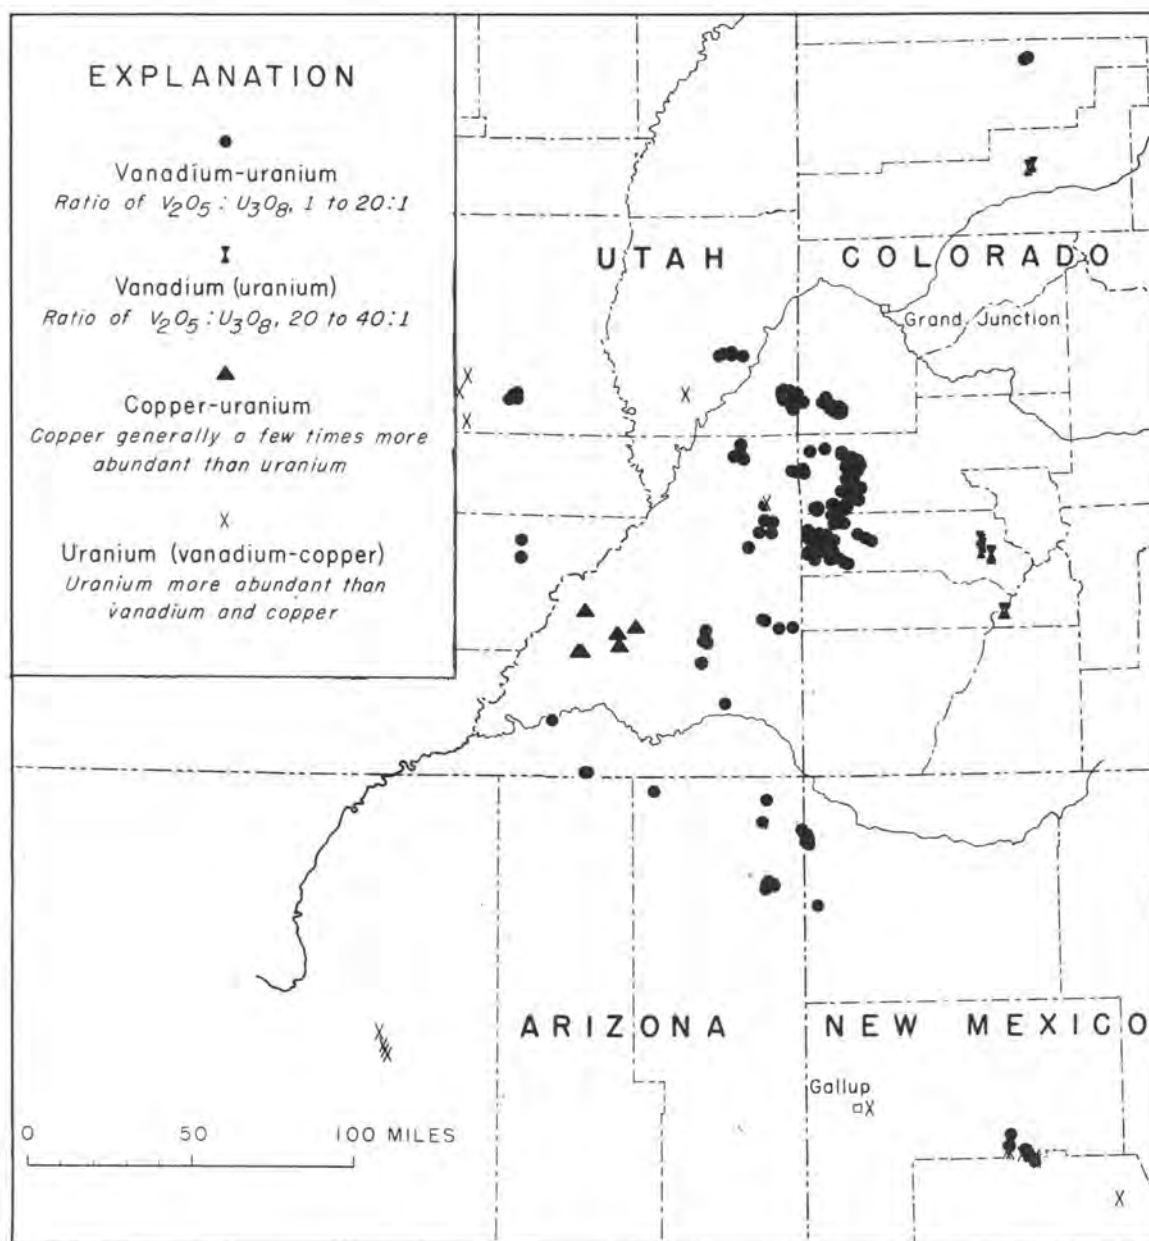 EXPLANATION
Vanadium-uranium
Ratio of V2O5 : U3O8, 1 to 20:1
Vanadium (uranium)
Ratio of V2O5 : U3O8, 20 to 40:1
Copper-uranium
Copper generally a few times more
abundant than uranium
X
Uranium (vanadium-copper)
Uranium more abundant than
vanadium and copper
UTAH
COLORADO
Grand Junction
ARIZONA
NEW MEXICO
Gallup
0 50 100 MILES